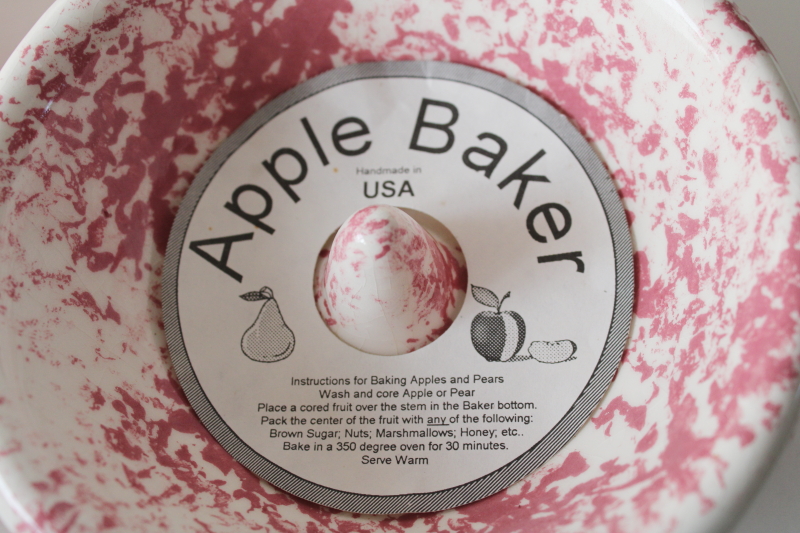 Apple Baker
Handmade in
USA
Instructions for Baking Apples and Pears
Wash and core Apple or Pear
Place a cored fruit over the stem in the Baker bottom.
Pack the center of the fruit with any of the following:
Brown Sugar; Nuts; Marshmallows; Honey; etc..
Bake in a 350 degree oven for 30 minutes.
Serve Warm